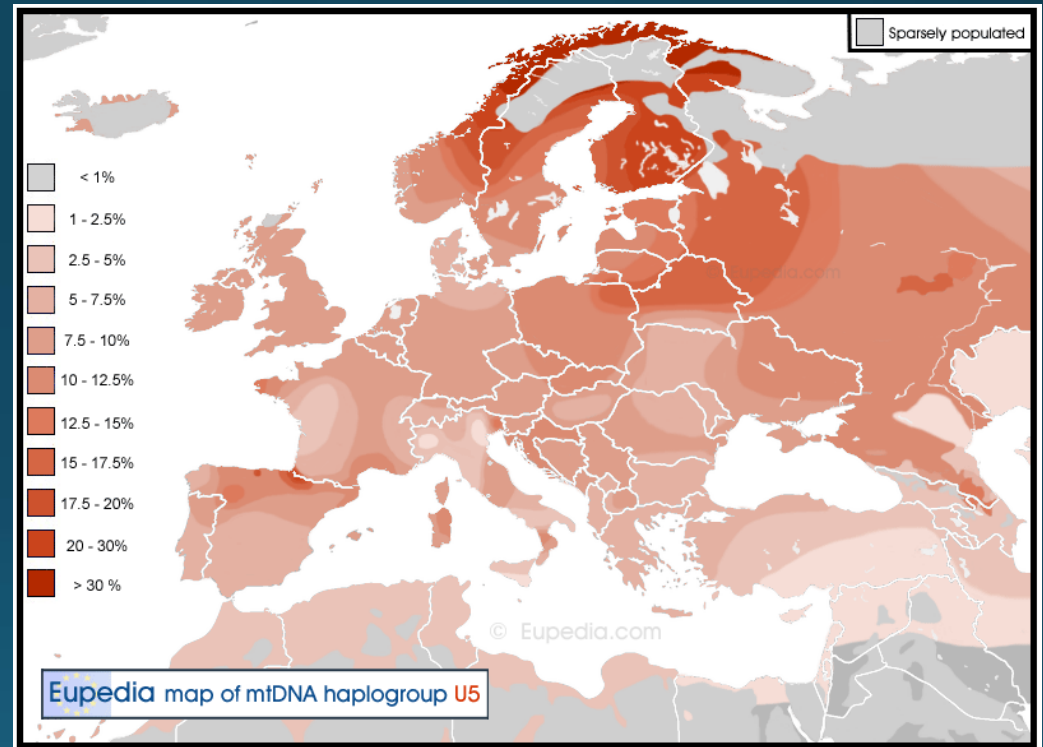 Sparsely populated
< 1%
1 - 2.5%
2.5 - 5%
5 - 7.5%
7.5 - 10%
10 - 12.5%
12.5 - 15%
15 - 17.5%
17.5 - 20%
20 - 30%
> 30 %
© Eupedia.com
© Eupedia.com
Eupedia map of mtDNA haplogroup U5